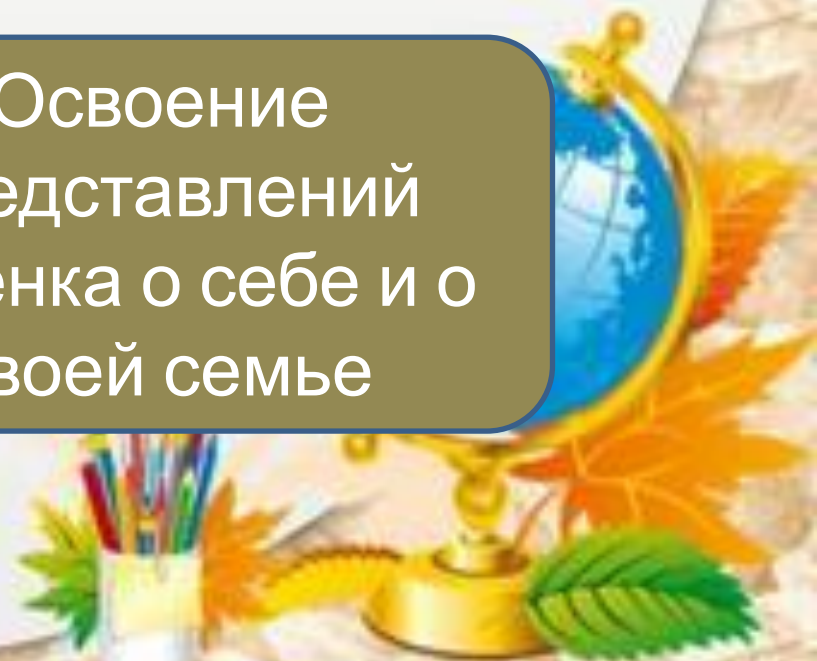 Освоение
едставлений
енка о себе и о
воей семье